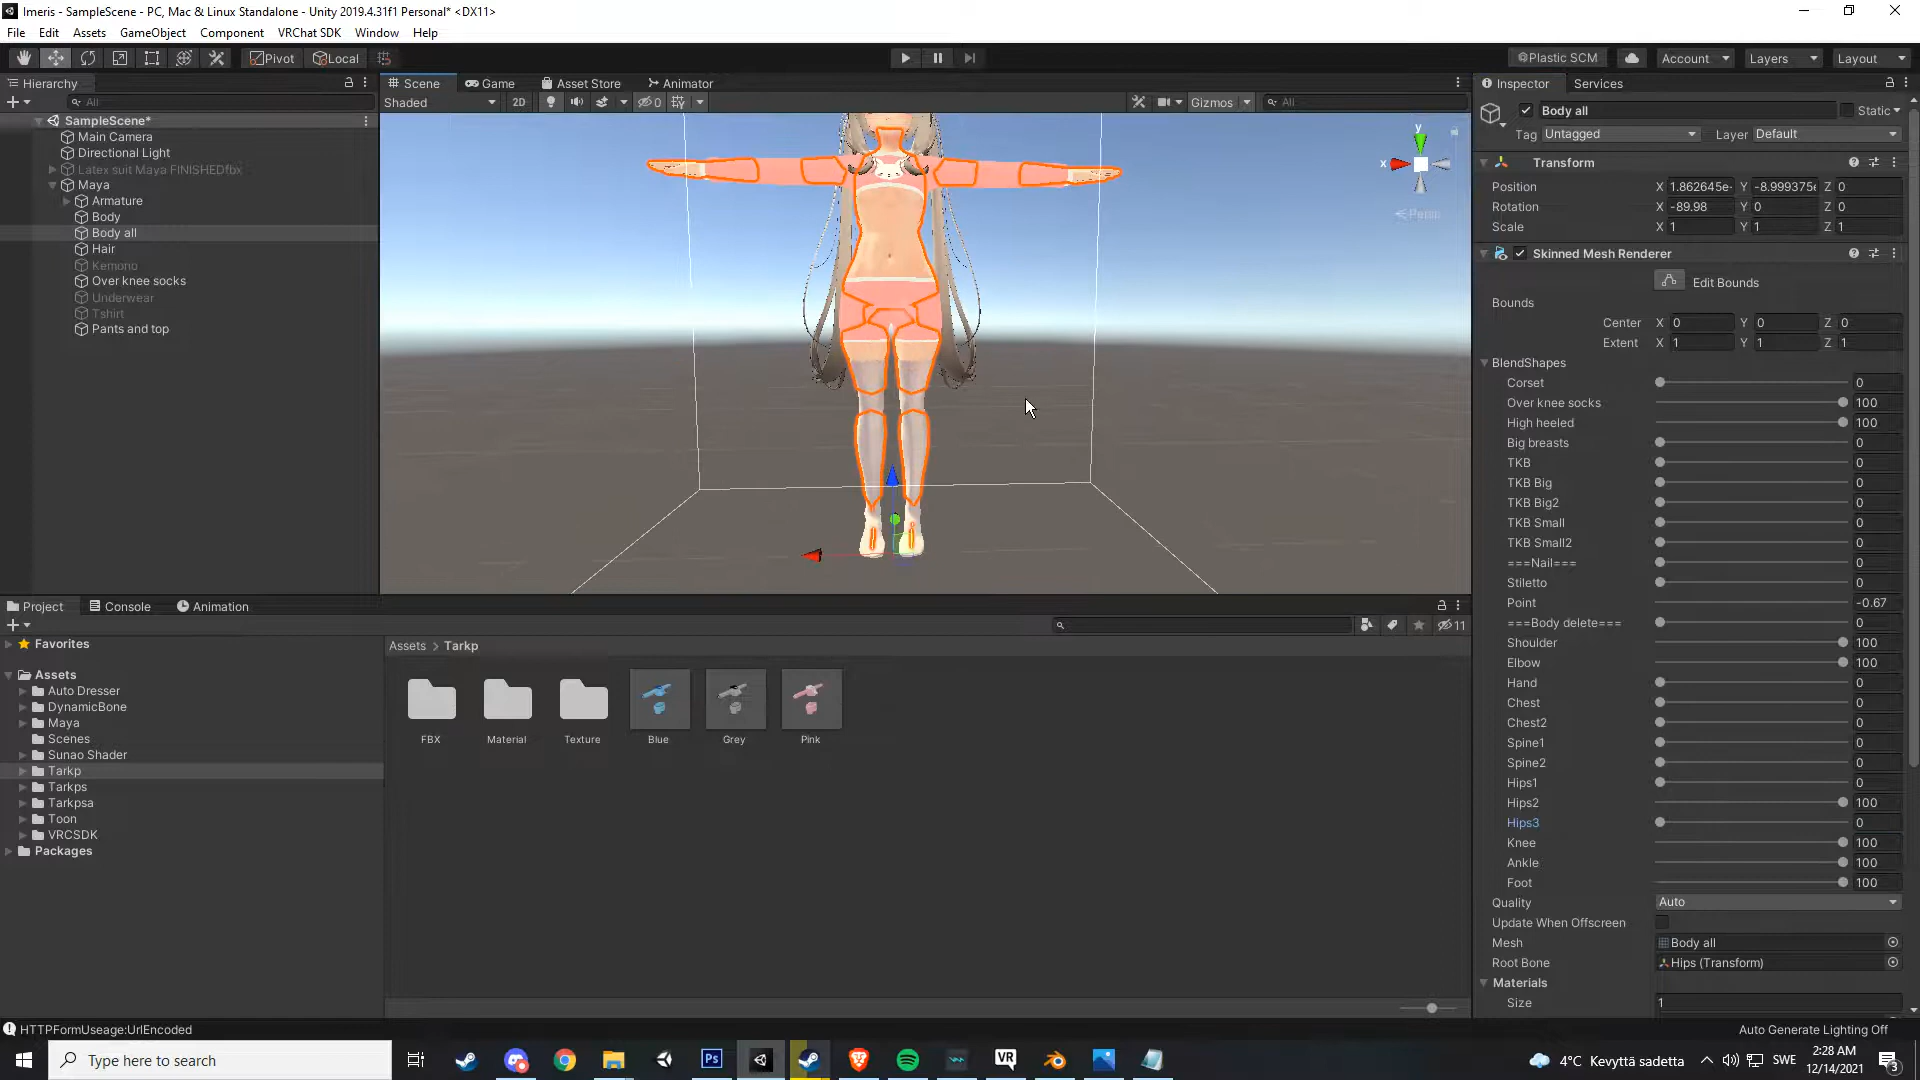 Imeris - SampleScene - PC, Mac & Linux Standalone - Unity 2019.4.31f1 Personal* <DX11>
File Edit Assets GameObject Component VRChat SDK Window Help
Pivot Local Plastic SCM Account Layers Layout
Hierarchy
All
SampleScene*
Main Camera
Directional Light
Latex suit Maya FINISHEDfbx
Maya
Armature
Body
Body all
Hair
Kemono
Over knee socks
Underwear
Tshirt
Pants and top
Scene Game Asset Store Animator
Shaded 2D 0 Gizmos All
y
x
Persp
Inspector Services
Body all Static
Tag Untagged Layer Default
Transform
Position X 1.862645e- Y -8.999375e Z 0
Rotation X -89.98 Y 0 Z 0
Scale X 1 Y 1 Z 1
Skinned Mesh Renderer
Edit Bounds
Bounds
Center X 0 Y 0 Z 0
Extent X 1 Y 1 Z 1
BlendShapes
Corset 0
Over knee socks 100
High heeled 100
Big breasts 0
TKB 0
TKB Big 0
TKB Big2 0
TKB Small 0
TKB Small2 0
===Nail=== 0
Stiletto 0
Point -0.67
===Body delete=== 0
Shoulder 100
Elbow 100
Hand 0
Chest 0
Chest2 0
Spine1 0
Spine2 0
Hips1 0
Hips2 100
Hips3 0
Knee 100
Ankle 100
Foot 100
Quality Auto
Update When Offscreen
Mesh Body all
Root Bone Hips (Transform)
Materials
Size 1
Project Console Animation
11
Favorites
Assets
Auto Dresser
DynamicBone
Maya
Scenes
Sunao Shader
Tarkp
Tarkps
Tarkpsa
Toon
VRCSDK
Packages
Assets > Tarkp
FBX Material Texture Blue Grey Pink
HTTPFormUseage:UrlEncoded
Auto Generate Lighting Off
Type here to search
Ps
VR
4°C Kevyttä sadetta
SWE
2:28 AM
12/14/2021
3